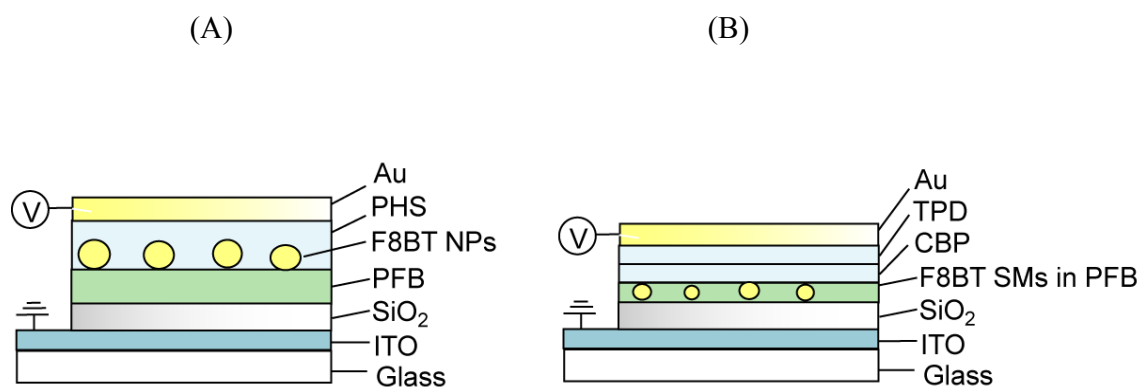 (A)
(B)
V
Au
PHS
F8BT NPs
PFB
SiO₂
ITO
Glass
V
Au
TPD
CBP
F8BT SMs in PFB
SiO₂
ITO
Glass